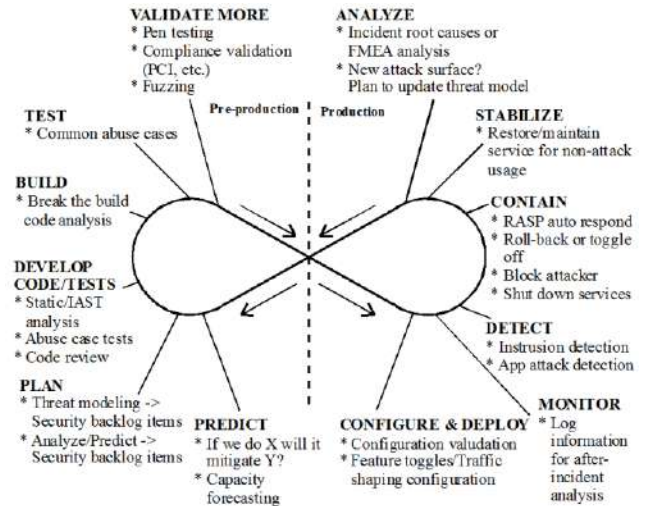 VALIDATE MORE
* Pen testing
* Compliance validation
(PCI, etc.)
* Fuzzing
ANALYZE
* Incident root causes or
FMEA analysis
* New attack surface?
Plan to update threat model
Pre-production
Production
TEST
* Common abuse cases
STABILIZE
* Restore/maintain
service for non-attack
usage
BUILD
* Break the build
code analysis
CONTAIN
* RASP auto respond
* Roll-back or toggle
off
* Block attacker
* Shut down services
DEVELOP
CODE/TESTS
* Static/IAST
analysis
* Abuse case tests
* Code review
DETECT
* Instrusion detection
* App attack detection
PLAN
* Threat modeling ->
Security backlog items
* Analyze/Predict ->
Security backlog items
PREDICT
* If we do X will it
mitigate Y?
* Capacity
forecasting
CONFIGURE & DEPLOY
* Configuration valudation
* Feature toggles/Traffic
shaping configuration
MONITOR
* Log
information
for after-
incident
analysis